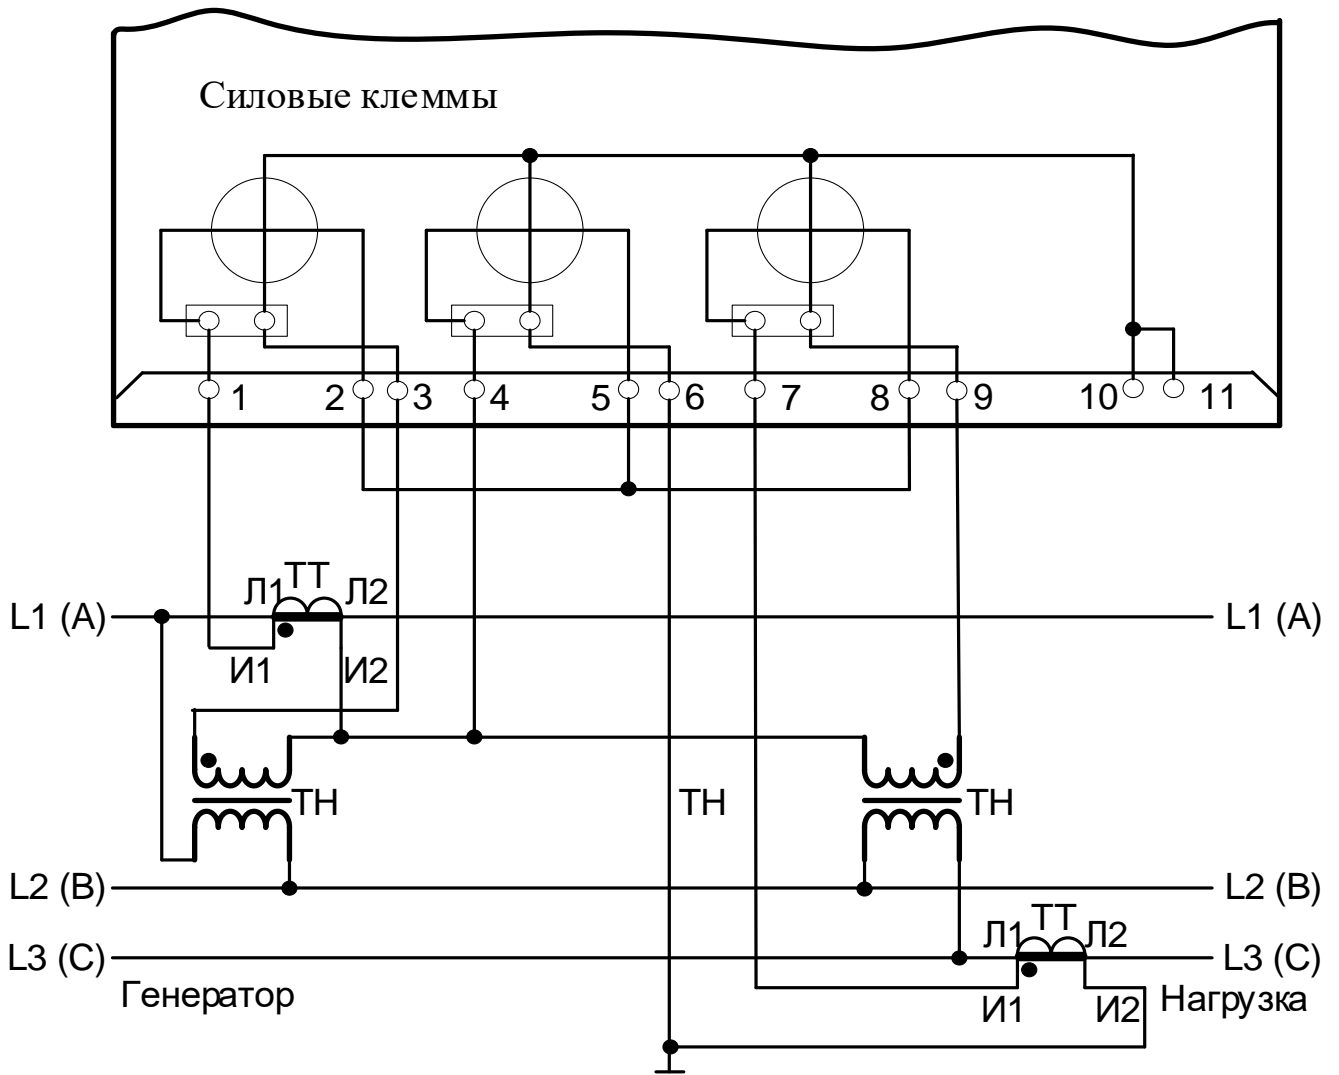 Силовые клеммы
1 2 3 4 5 6 7 8 9 10 11
Л1 ТТ Л2
L1 (A) L1 (A)
И1 И2
ТН ТН ТН
L2 (B) L2 (B)
Л1 ТТ Л2
L3 (C) L3 (C)
Генератор И1 И2 Нагрузка